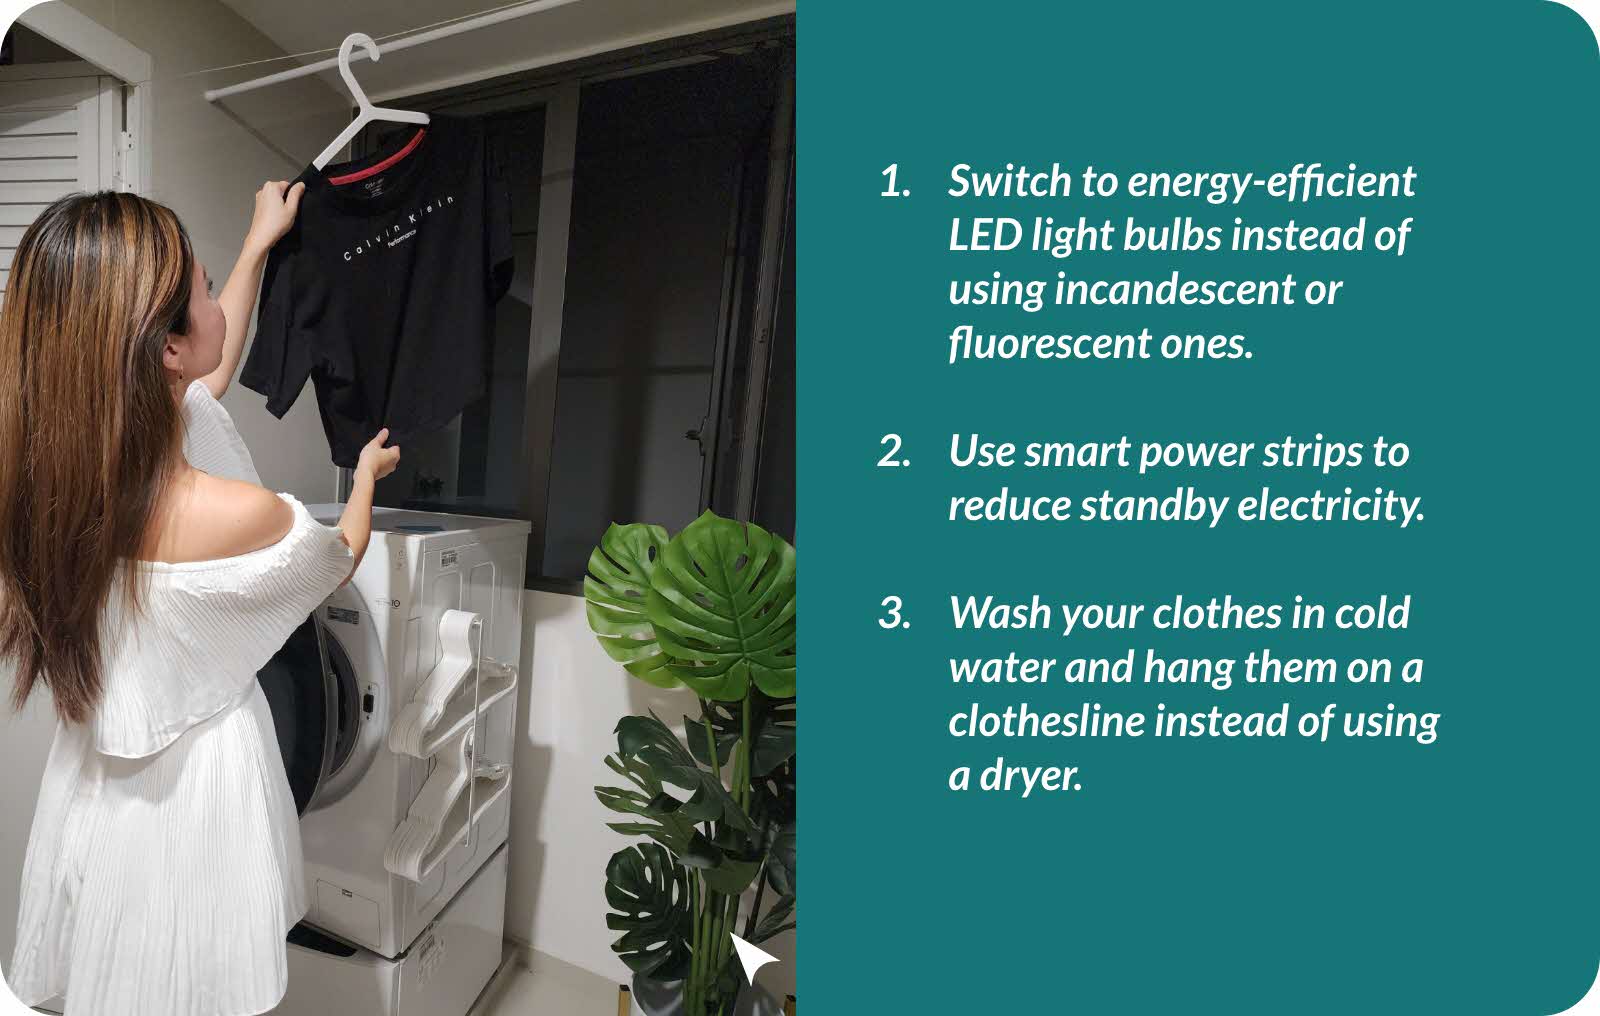 Calvin Klein
Performance
1. Switch to energy-efficient
LED light bulbs instead of
using incandescent or
fluorescent ones.
2. Use smart power strips to
reduce standby electricity.
3. Wash your clothes in cold
water and hang them on a
clothesline instead of using
a dryer.